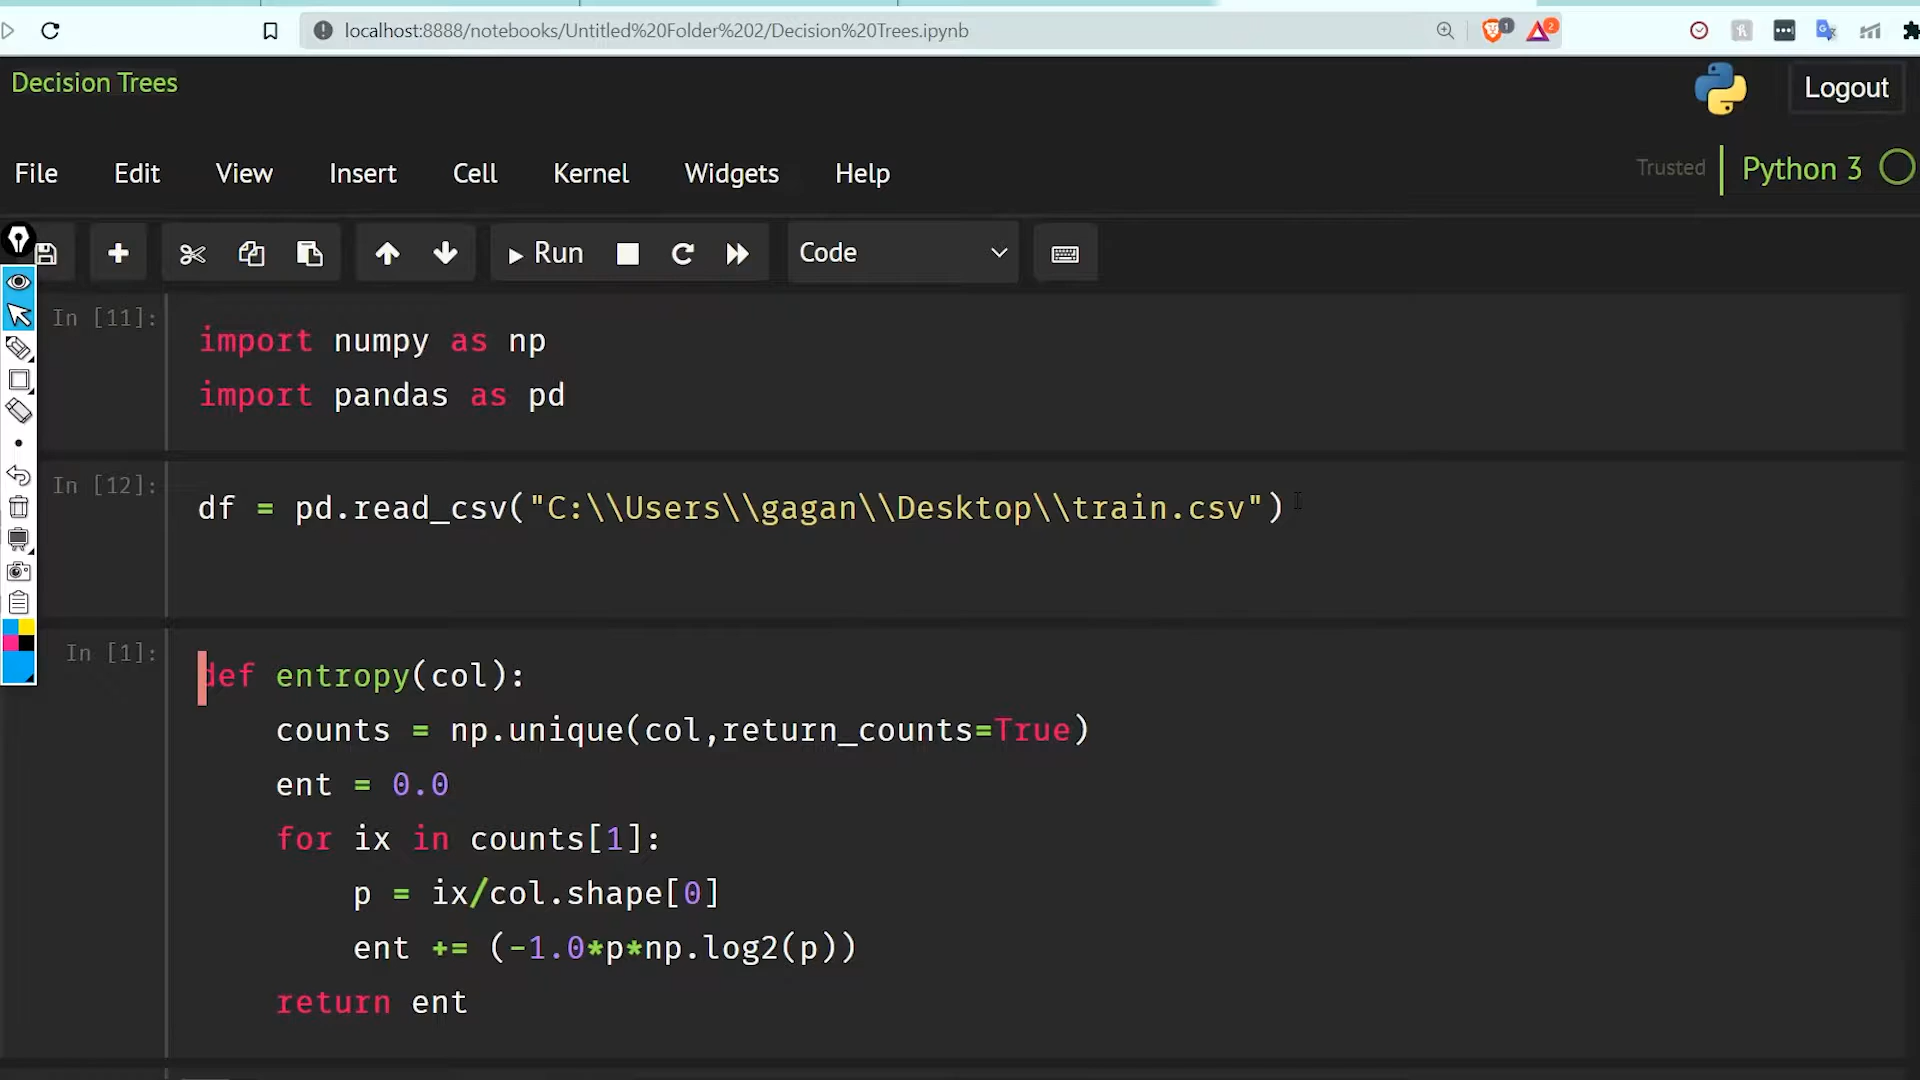 localhost:8888/notebooks/Untitled%20Folder%202/Decision%20Trees.ipynb
1
2
Decision Trees
Logout
File Edit View Insert Cell Kernel Widgets Help
Trusted Python 3
Run Code
In [11]:
import numpy as np
import pandas as pd
In [12]:
df = pd.read_csv("C:\\Users\\gagan\\Desktop\\train.csv")
In [1]:
def entropy(col):
    counts = np.unique(col,return_counts=True)
    ent = 0.0
    for ix in counts[1]:
        p = ix/col.shape[0]
        ent += (-1.0*p*np.log2(p))
    return ent